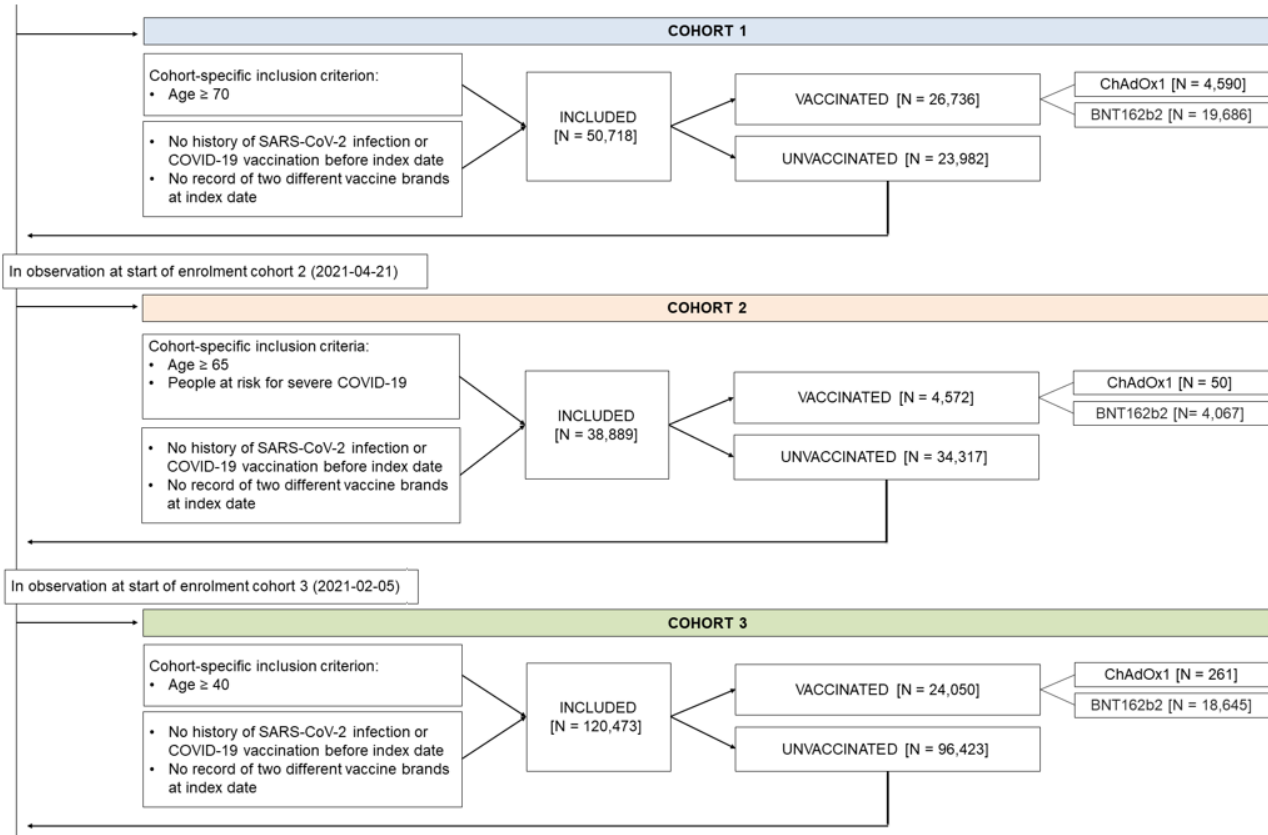 COHORT 1
Cohort-specific inclusion criterion:
• Age ≥ 70
• No history of SARS-CoV-2 infection or
COVID-19 vaccination before index date
• No record of two different vaccine brands
at index date
INCLUDED
[N = 50,718]
VACCINATED [N = 26,736]
UNVACCINATED [N = 23,982]
ChAdOx1 [N = 4,590]
BNT162b2 [N = 19,686]
In observation at start of enrolment cohort 2 (2021-04-21)
COHORT 2
Cohort-specific inclusion criteria:
• Age ≥ 65
• People at risk for severe COVID-19
• No history of SARS-CoV-2 infection or
COVID-19 vaccination before index date
• No record of two different vaccine brands
at index date
INCLUDED
[N = 38,889]
VACCINATED [N = 4,572]
UNVACCINATED [N = 34,317]
ChAdOx1 [N = 50]
BNT162b2 [N= 4,067]
In observation at start of enrolment cohort 3 (2021-02-05)
COHORT 3
Cohort-specific inclusion criterion:
• Age ≥ 40
• No history of SARS-CoV-2 infection or
COVID-19 vaccination before index date
• No record of two different vaccine brands
at index date
INCLUDED
[N = 120,473]
VACCINATED [N = 24,050]
UNVACCINATED [N = 96,423]
ChAdOx1 [N = 261]
BNT162b2 [N = 18,645]